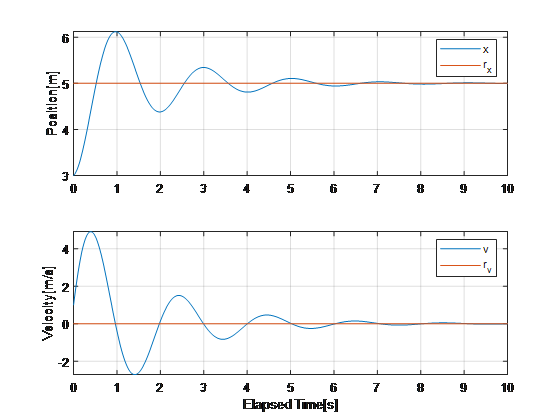 6
5
4
3
Position[m]
x
r_x
0 1 2 3 4 5 6 7 8 9 10
4
2
0
-2
Velocity[m/s]
v
r_v
0 1 2 3 4 5 6 7 8 9 10
Elapsed Time[s]